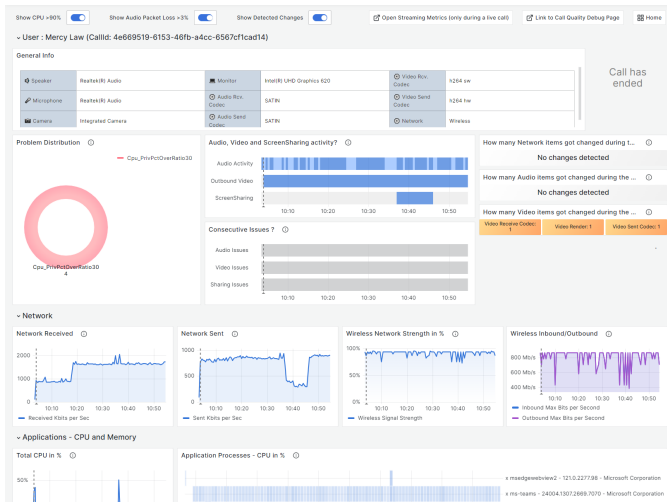 Show CPU >90%
Show Audio Packet Loss >3%
Show Detected Changes
Open Streaming Metrics (only during a live call)
Link to Call Quality Debug Page
Home
User : Mercy Law (CallId: 4e669519-6153-46fb-a4cc-6567cf1cad14)
General Info
Speaker Realtek(R) Audio Monitor Intel(R) UHD Graphics 620 Video Rcv. Codec h264 sw
Microphone Realtek(R) Audio Audio Rcv. Codec SATIN Video Send Codec h264 hw
Camera Integrated Camera Audio Send Codec SATIN Network Wireless
Call has
ended
Problem Distribution
Cpu_PrivPctOverRatio30
Cpu_PrivPctOverRatio30
4
Audio, Video and ScreenSharing activity?
Audio Activity
Outbound Video
ScreenSharing
10:10 10:20 10:30 10:40 10:50
Consecutive Issues ?
Audio Issues
Video Issues
Sharing Issues
10:10 10:20 10:30 10:40 10:50
How many Network items got changed during t...
No changes detected
How many Audio items got changed during the ...
No changes detected
How many Video items got changed during the ...
Video Receive Codec: 1
Video Render: 1
Video Sent Codec: 1
Network
Network Received
2000
1000
0
10:10 10:20 10:30 10:40 10:50
Received Kbits per Sec
Network Sent
1000
500
0
10:10 10:20 10:30 10:40 10:50
Sent Kbits per Sec
Wireless Network Strength in %
100%
50%
0%
10:10 10:20 10:30 10:40 10:50
Wireless Signal Strength
Wireless Inbound/Outbound
800 Mb/s
600 Mb/s
400 Mb/s
10:10 10:20 10:30 10:40 10:50
Inbound Max Bits per Second
Outbound Max Bits per Second
Applications - CPU and Memory
Total CPU in %
50%
Application Processes - CPU in %
x msedgewebview2 - 121.0.2277.98 - Microsoft Corporation
x ms-teams - 24004.1307.2669.7070 - Microsoft Corporation